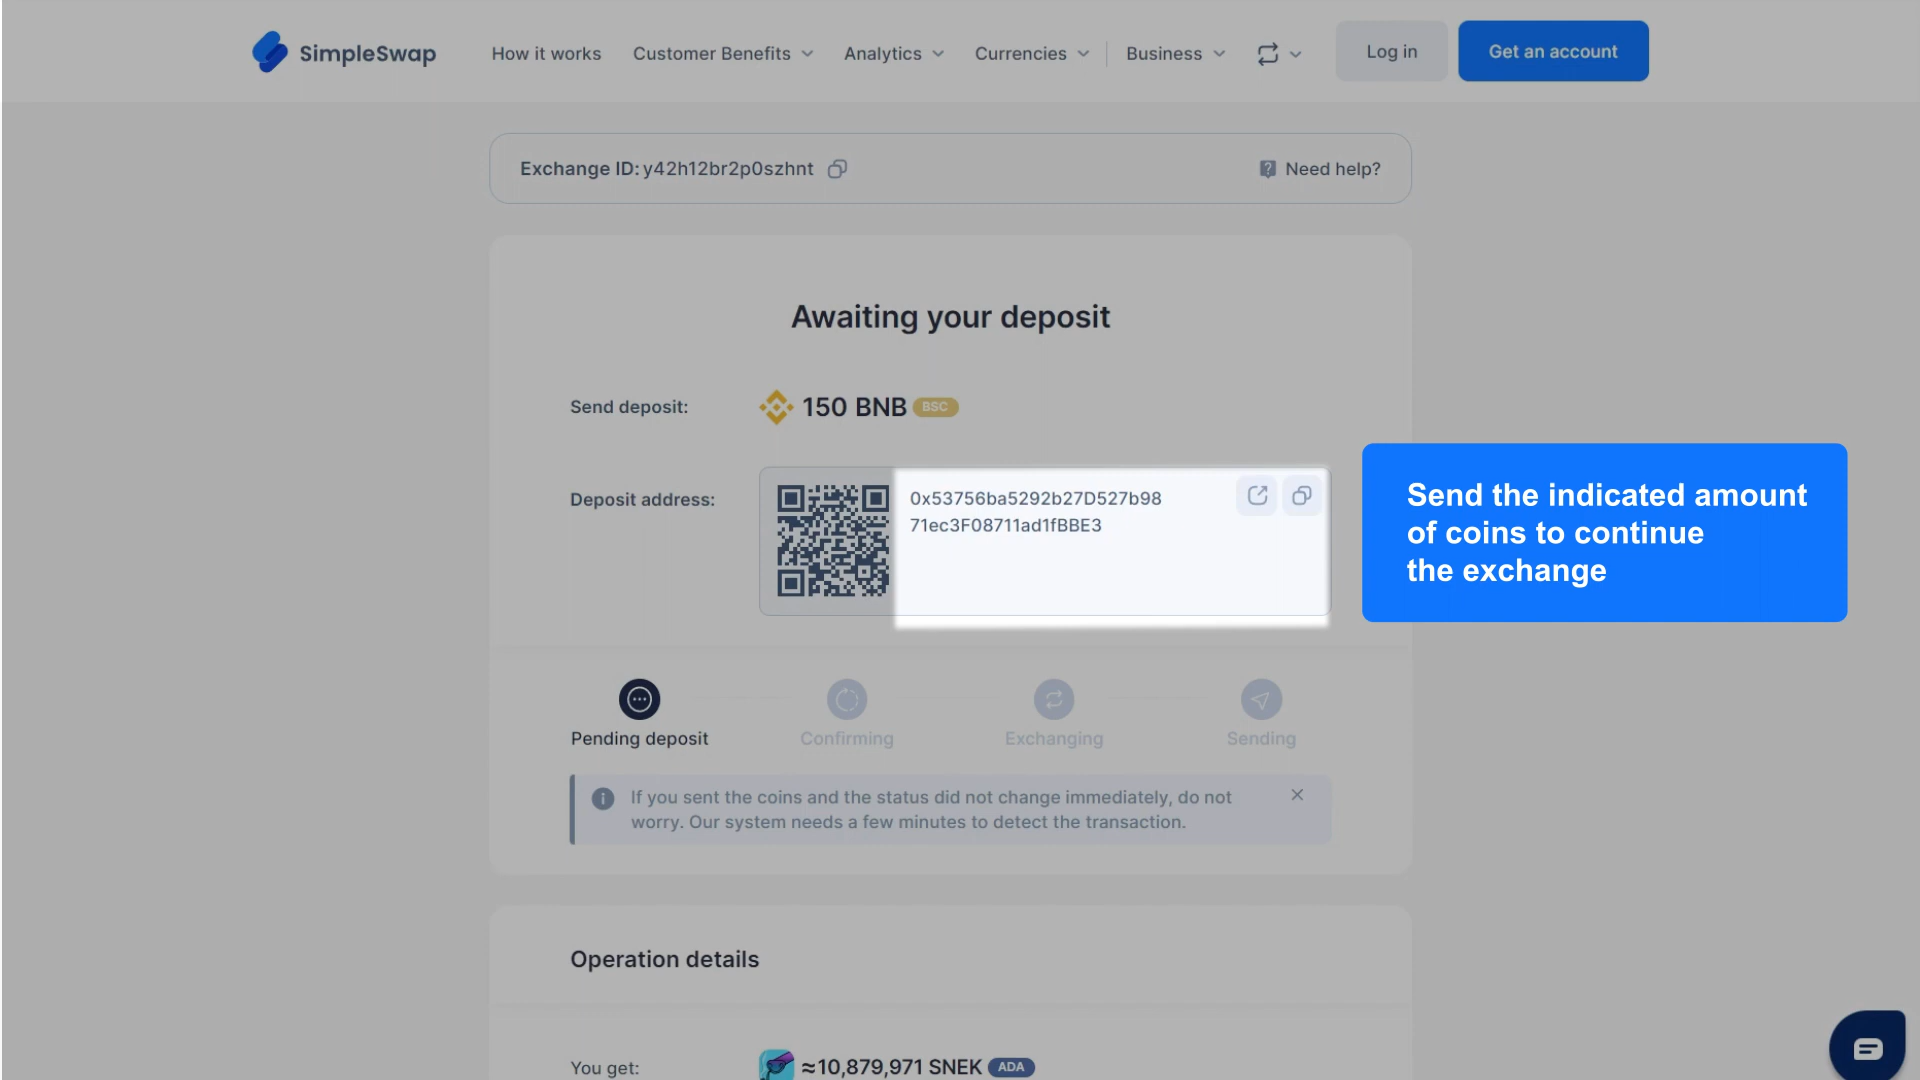 SimpleSwap
How it works
Customer Benefits
Analytics
Currencies
Business
Log in
Get an account
Exchange ID: y42h12br2p0szhnt
Need help?
Awaiting your deposit
Send deposit:
150 BNB BSC
Deposit address:
0x53756ba5292b27D527b98
71ec3F08711ad1fBBE3
Send the indicated amount
of coins to continue
the exchange
Pending deposit
Confirming
Exchanging
Sending
If you sent the coins and the status did not change immediately, do not
worry. Our system needs a few minutes to detect the transaction.
Operation details
You get:
≈10,879,971 SNEK ADA